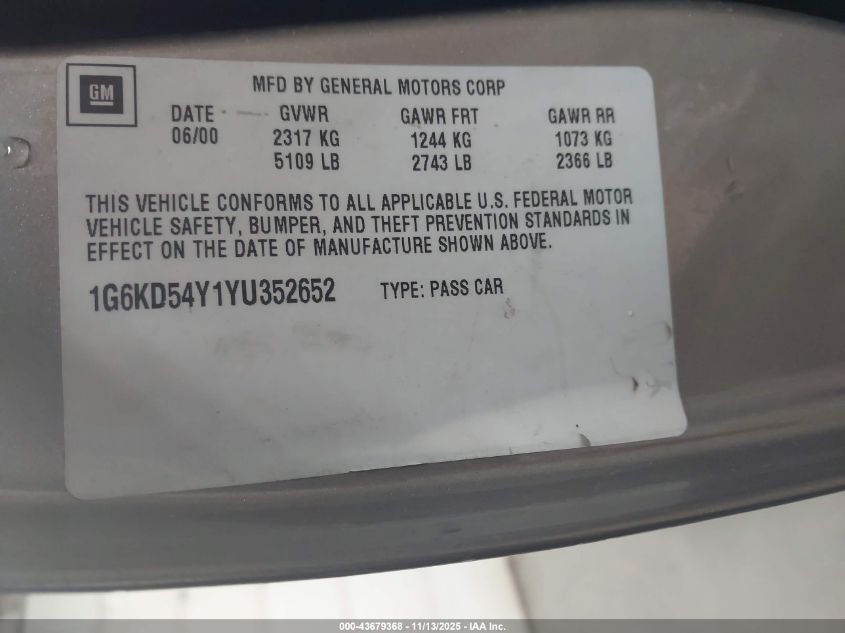 GM
MFD BY GENERAL MOTORS CORP
DATE GVWR GAWR FRT GAWR RR
06/00 2317 KG 1244 KG 1073 KG
5109 LB 2743 LB 2366 LB
THIS VEHICLE CONFORMS TO ALL APPLICABLE U.S. FEDERAL MOTOR
VEHICLE SAFETY, BUMPER, AND THEFT PREVENTION STANDARDS IN
EFFECT ON THE DATE OF MANUFACTURE SHOWN ABOVE.
1G6KD54Y1YU352652 TYPE: PASS CAR
000-43679368 - 11/13/2025 - IAA Inc.